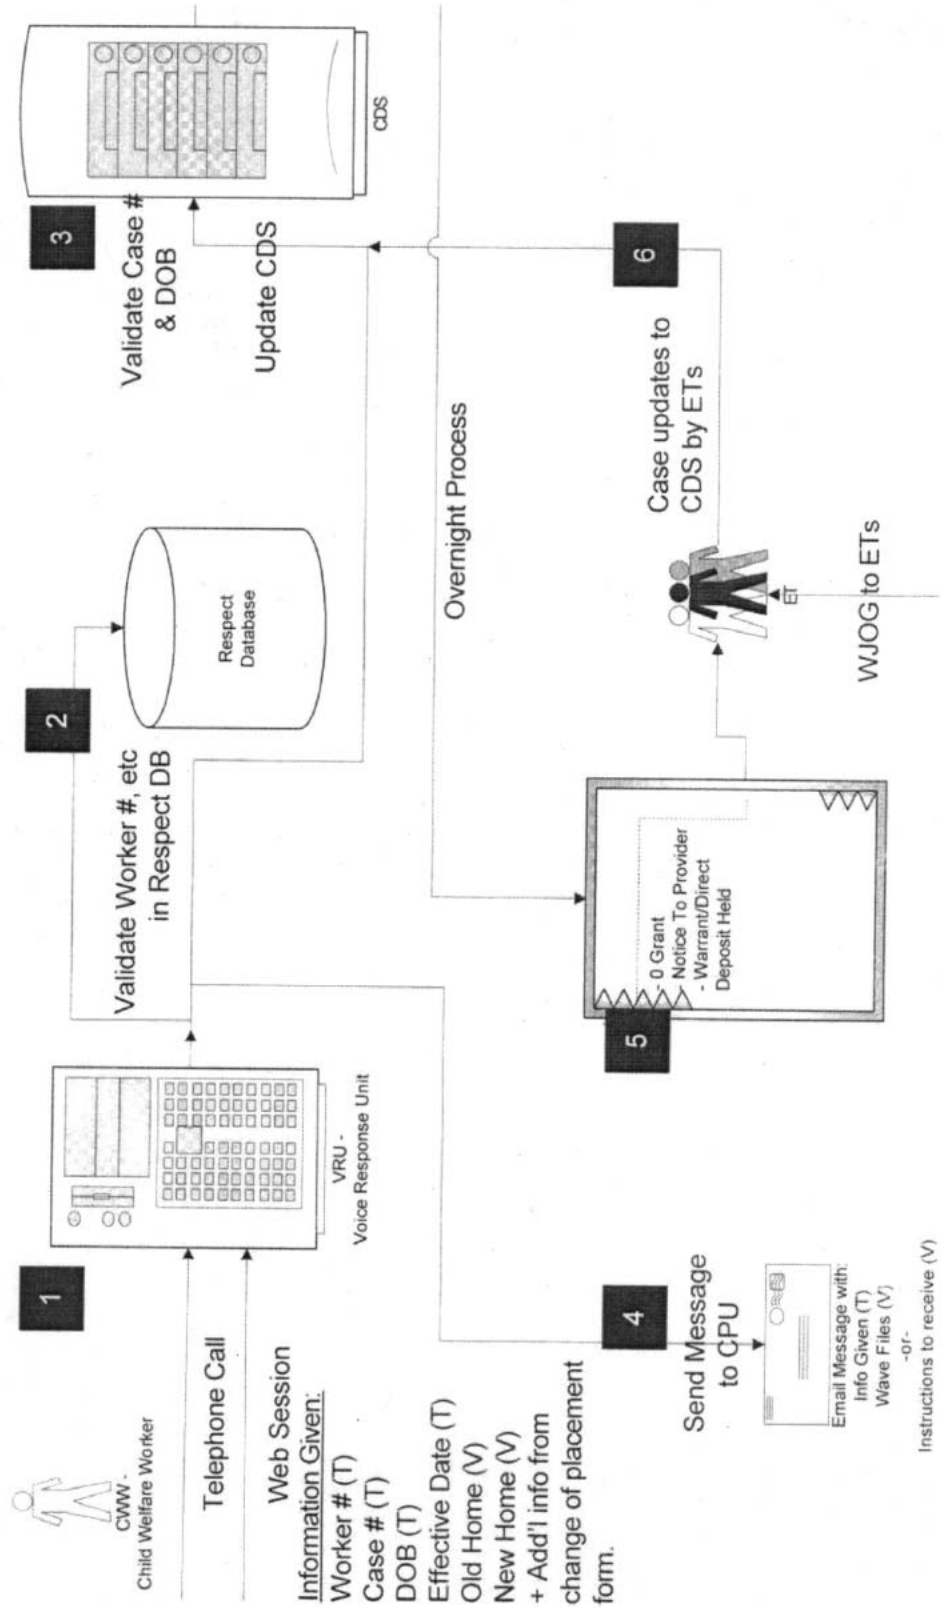 1
CWW -
Child Welfare Worker
Telephone Call
Web Session
Information Given:
Worker # (T)
Case # (T)
DOB (T)
Effective Date (T)
Old Home (V)
New Home (V)
+ Add'l info from
change of placement
form.
VRU -
Voice Response Unit
2
Validate Worker #, etc
in Respect DB
Respect
Database
3
Validate Case #
& DOB
Update CDS
CDS
4
Send Message
to CPU
Email Message with:
Info Given (T)
Wave Files (V)
-or-
Instructions to receive (V)
Overnight Process
5
- 0 Grant
- Notice To Provider
- Warrant/Direct
Deposit Held
6
Case updates to
CDS by ETs
ET
WJOG to ETs